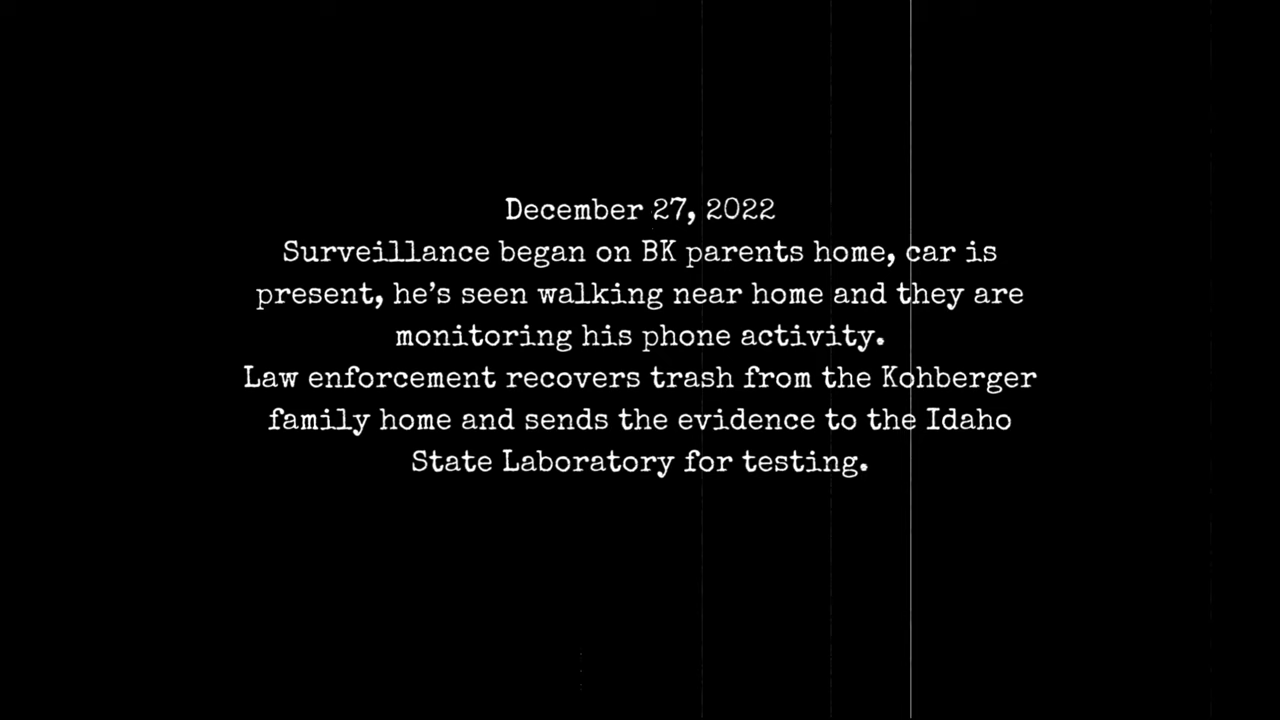 December 27, 2022
Surveillance began on BK parents home, car is
present, he's seen walking near home and they are
monitoring his phone activity.
Law enforcement recovers trash from the Kohberger
family home and sends the evidence to the Idaho
State Laboratory for testing.